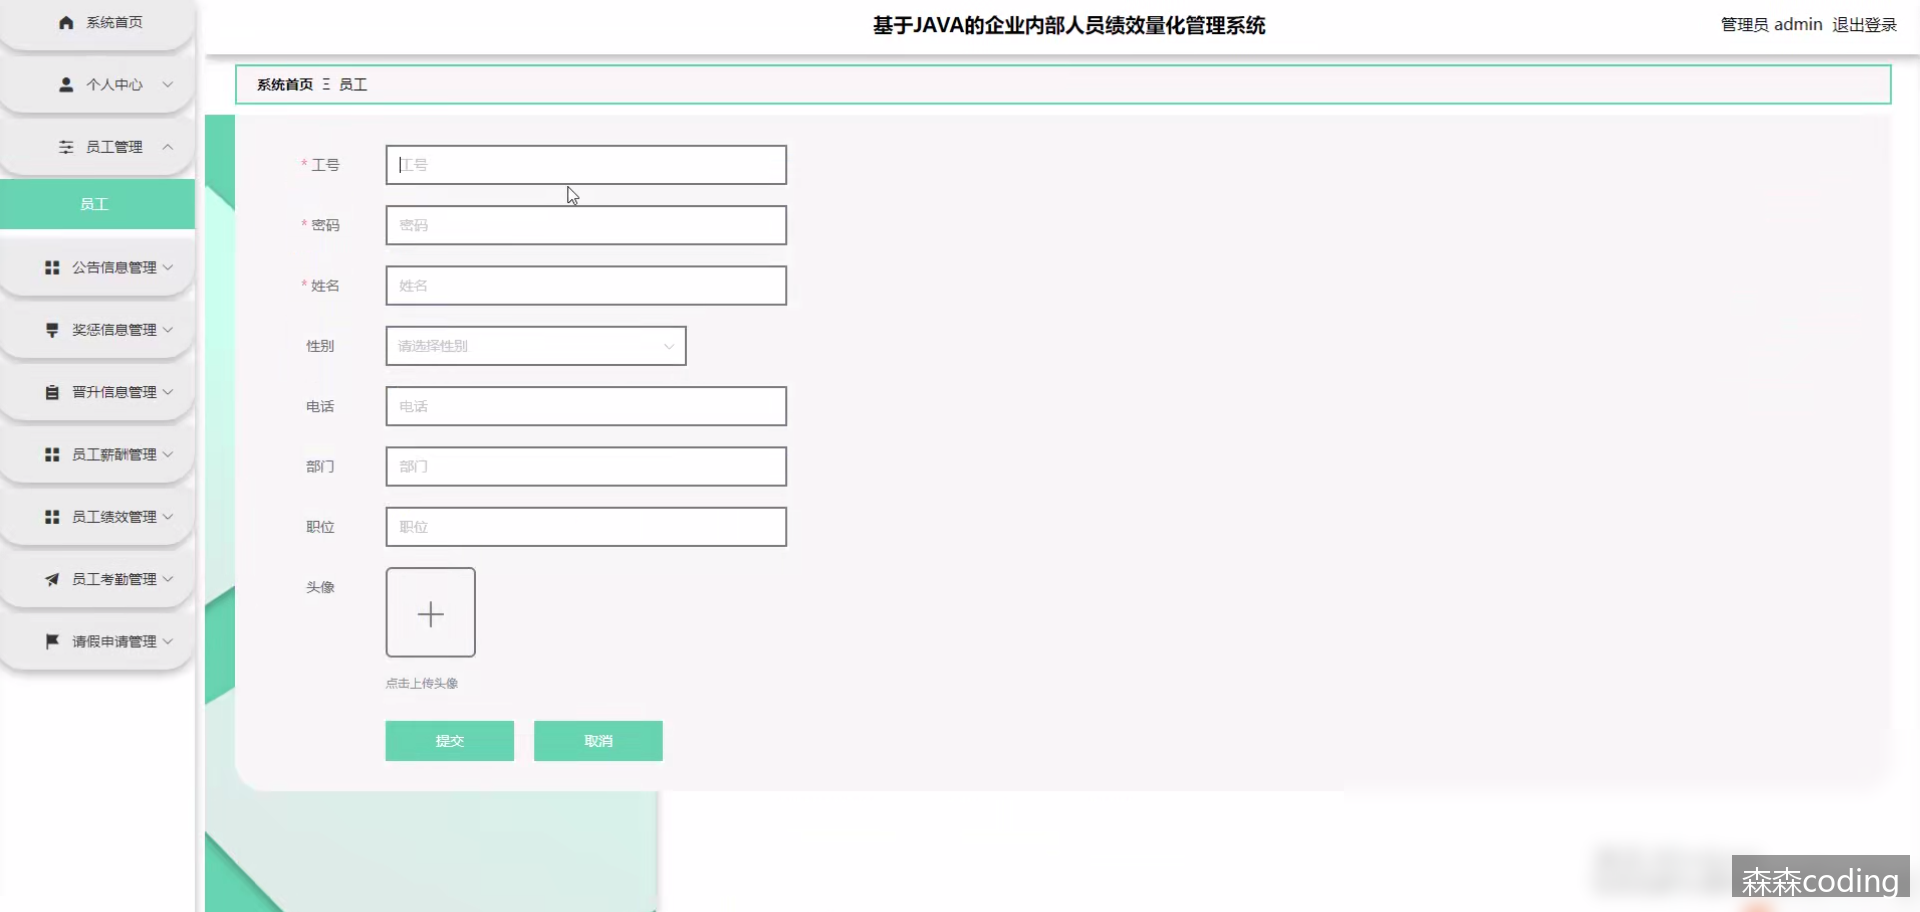 系统首页
个人中心
员工管理
员工
公告信息管理
奖惩信息管理
晋升信息管理
员工薪酬管理
员工绩效管理
员工考勤管理
请假申请管理
基于JAVA的企业内部人员绩效量化管理系统
管理员 admin 退出登录
系统首页 Ξ 员工
* 工号 工号
* 密码 密码
* 姓名 姓名
性别 请选择性别
电话 电话
部门 部门
职位 职位
头像
点击上传头像
提交 取消
森森coding